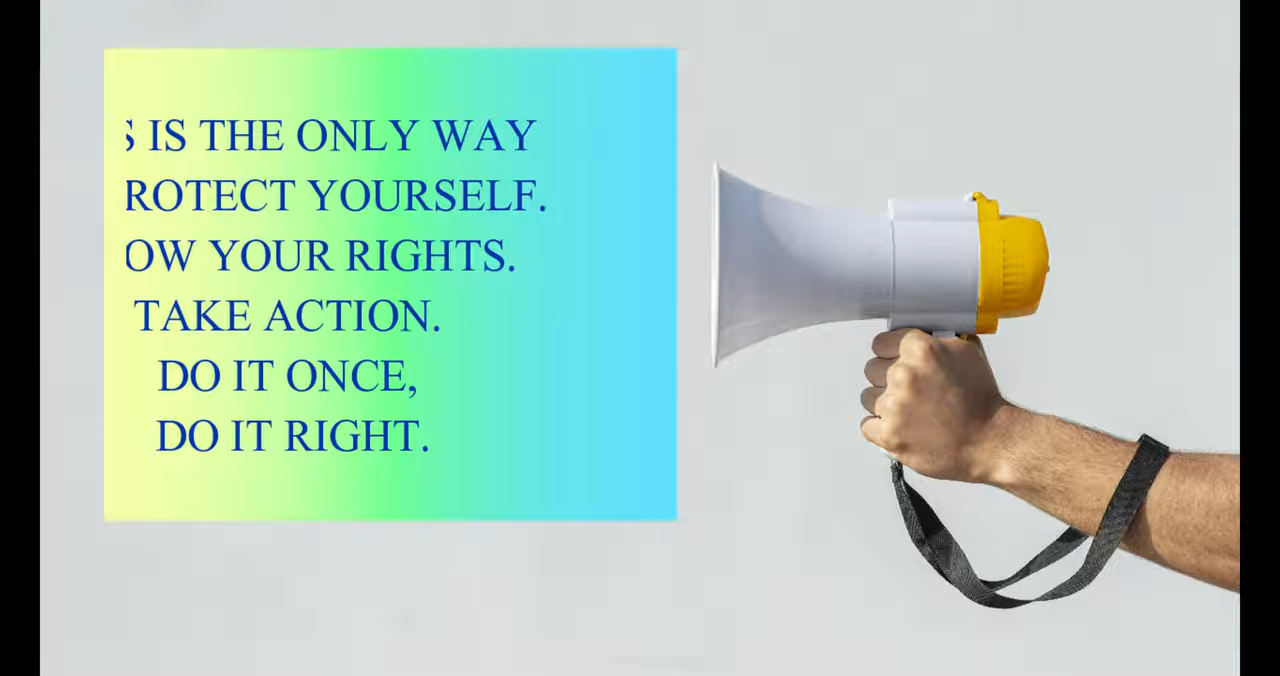 S IS THE ONLY WAY
ROTECT YOURSELF.
OW YOUR RIGHTS.
TAKE ACTION.
DO IT ONCE,
DO IT RIGHT.